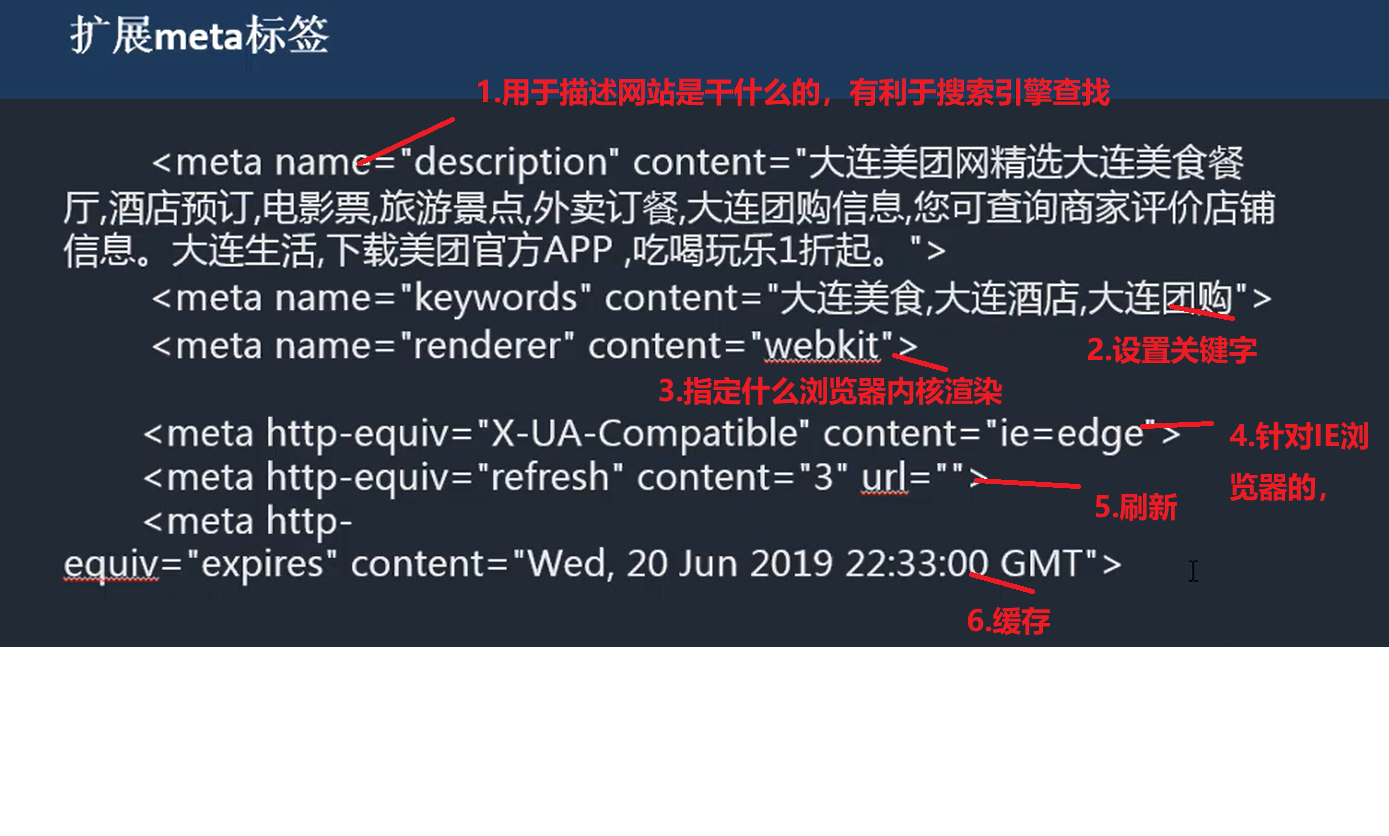 扩展meta标签
1.用于描述网站是干什么的，有利于搜索引擎查找
<meta name="description" content="大连美团网精选大连美食餐
厅,酒店预订,电影票,旅游景点,外卖订餐,大连团购信息,您可查询商家评价店铺
信息。大连生活,下载美团官方APP ,吃喝玩乐1折起。">
<meta name="keywords" content="大连美食,大连酒店,大连团购">
<meta name="renderer" content="webkit">
2.设置关键字
3.指定什么浏览器内核渲染
<meta http-equiv="X-UA-Compatible" content="ie=edge">
4.针对IE浏
览器的，
<meta http-equiv="refresh" content="3" url="">
5.刷新
<meta http-
equiv="expires" content="Wed, 20 Jun 2019 22:33:00 GMT">
6.缓存